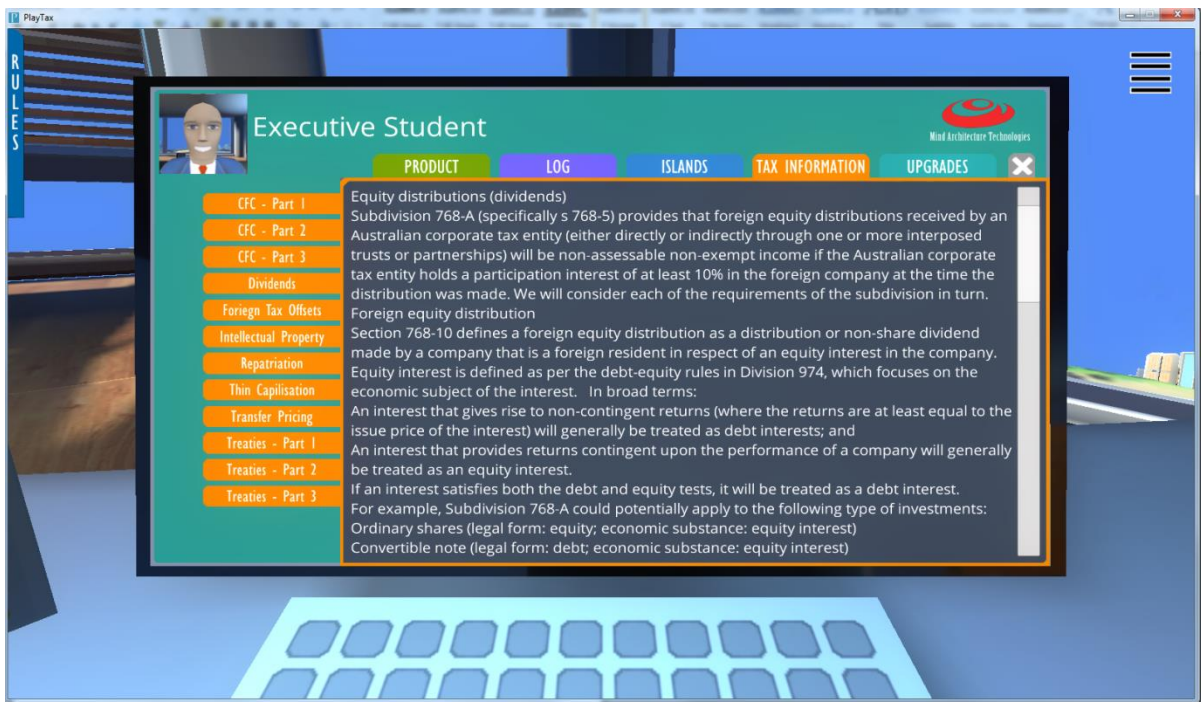 PlayTax
RULES
Executive Student
Mind Architecture Technologies
PRODUCT
LOG
ISLANDS
TAX INFORMATION
UPGRADES
CFC - Part 1
CFC - Part 2
CFC - Part 3
Dividends
Foriegn Tax Offsets
Intellectual Property
Repatriation
Thin Capilisation
Transfer Pricing
Treaties - Part 1
Treaties - Part 2
Treaties - Part 3
Equity distributions (dividends)
Subdivision 768-A (specifically s 768-5) provides that foreign equity distributions received by an
Australian corporate tax entity (either directly or indirectly through one or more interposed
trusts or partnerships) will be non-assessable non-exempt income if the Australian corporate
tax entity holds a participation interest of at least 10% in the foreign company at the time the
distribution was made. We will consider each of the requirements of the subdivision in turn.
Foreign equity distribution
Section 768-10 defines a foreign equity distribution as a distribution or non-share dividend
made by a company that is a foreign resident in respect of an equity interest in the company.
Equity interest is defined as per the debt-equity rules in Division 974, which focuses on the
economic subject of the interest. In broad terms:
An interest that gives rise to non-contingent returns (where the returns are at least equal to the
issue price of the interest) will generally be treated as debt interests; and
An interest that provides returns contingent upon the performance of a company will generally
be treated as an equity interest.
If an interest satisfies both the debt and equity tests, it will be treated as a debt interest.
For example, Subdivision 768-A could potentially apply to the following type of investments:
Ordinary shares (legal form: equity; economic substance: equity interest)
Convertible note (legal form: debt; economic substance: equity interest)